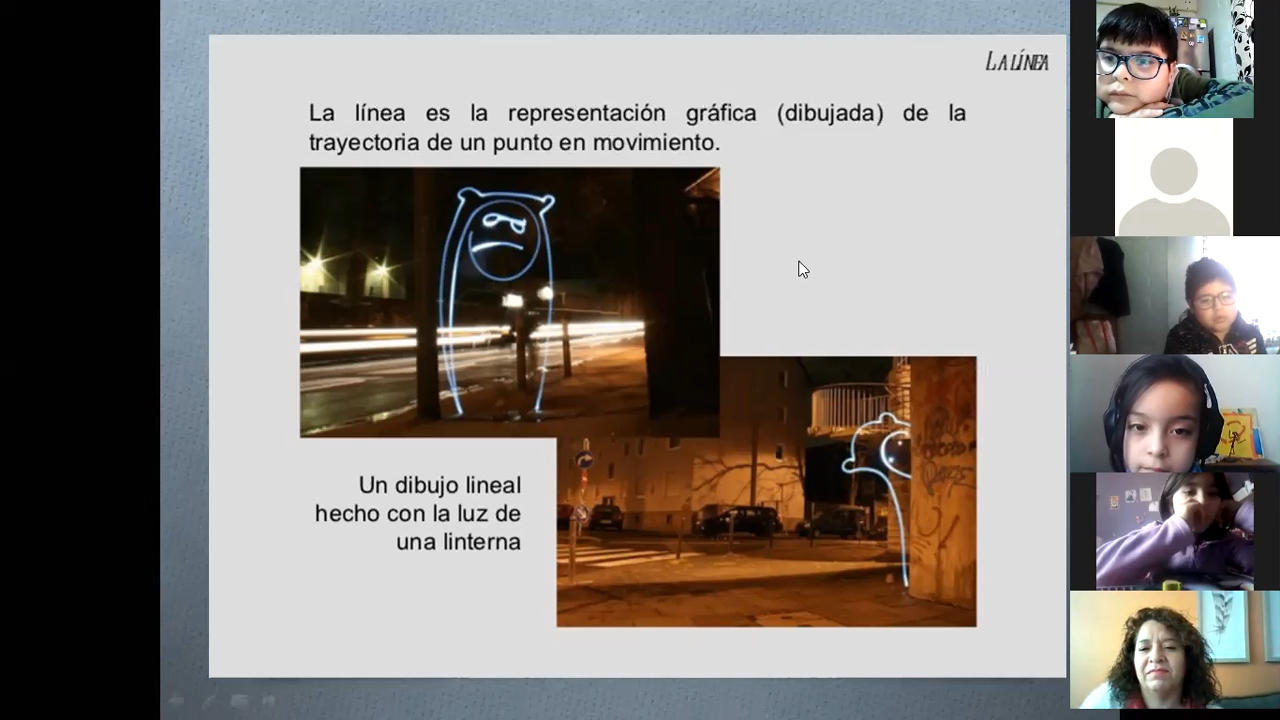 LA LÍNEA
La línea es la representación gráfica (dibujada) de la
trayectoria de un punto en movimiento.
Un dibujo lineal
hecho con la luz de
una linterna